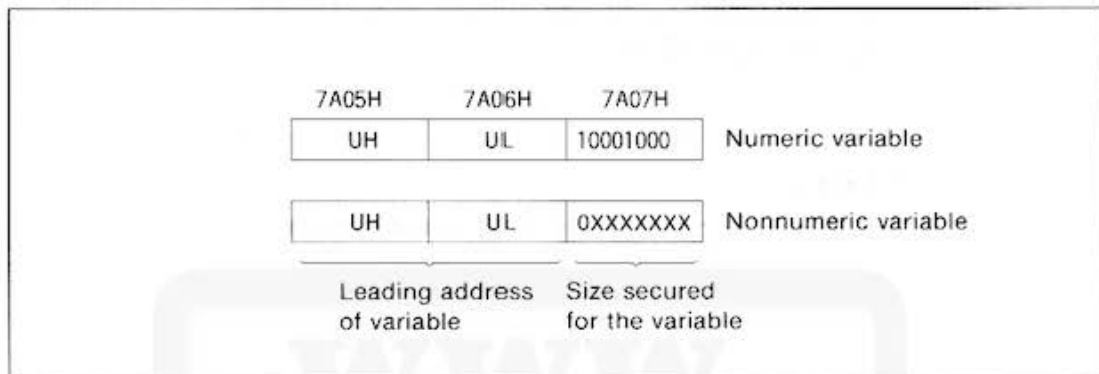 7A05H 7A06H 7A07H
UH UL 10001000 Numeric variable
UH UL 0XXXXXXX Nonnumeric variable
Leading address Size secured
of variable for the variable
WWW